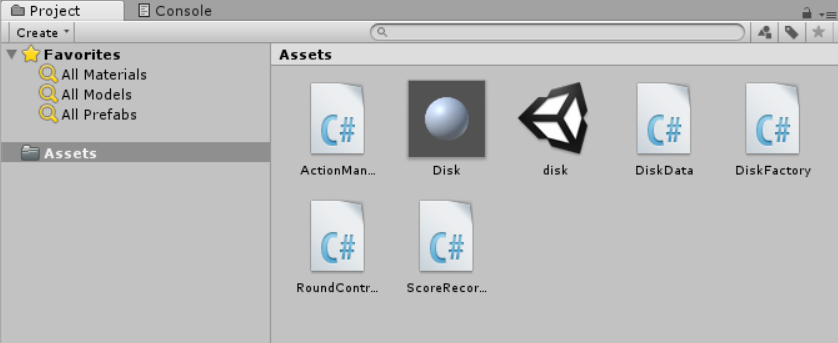 Project
Console
Create
Favorites
All Materials
All Models
All Prefabs
Assets
Assets
C#
C#
C#
ActionMan...
Disk
disk
DiskData
DiskFactory
C#
C#
RoundContr...
ScoreRecor...